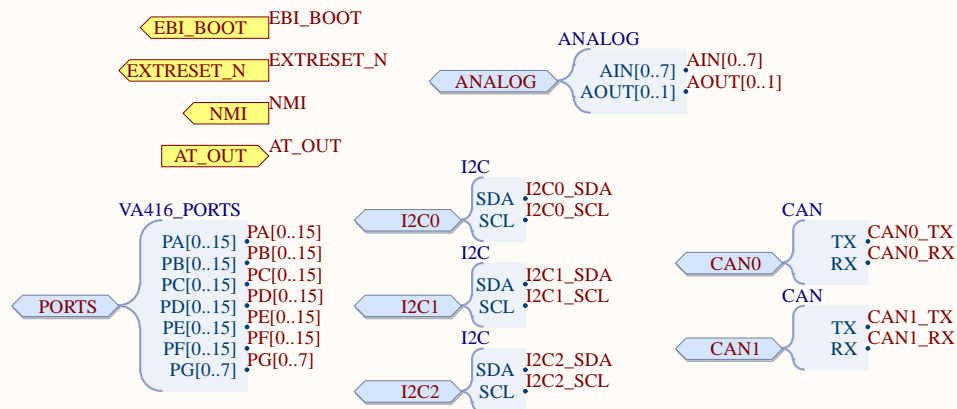 EBI_BOOT EBI_BOOT
EXTRESET_N EXTRESET_N
NMI NMI
AT_OUT AT_OUT
ANALOG
ANALOG AIN[0..7] AIN[0..7]
AOUT[0..1] AOUT[0..1]
VA416_PORTS
PORTS
PA[0..15] PA[0..15]
PB[0..15] PB[0..15]
PC[0..15] PC[0..15]
PD[0..15] PD[0..15]
PE[0..15] PE[0..15]
PF[0..15] PF[0..15]
PG[0..7] PG[0..7]
I2C
I2C0
SDA I2C0_SDA
SCL I2C0_SCL
I2C
I2C1
SDA I2C1_SDA
SCL I2C1_SCL
I2C
I2C2
SDA I2C2_SDA
SCL I2C2_SCL
CAN
CAN0
TX CAN0_TX
RX CAN0_RX
CAN
CAN1
TX CAN1_TX
RX CAN1_RX